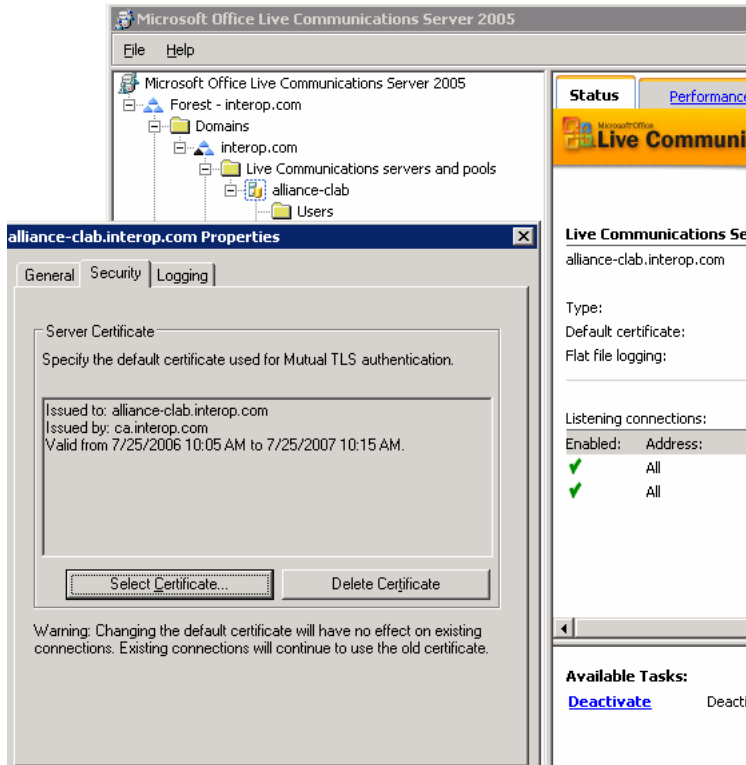 Microsoft Office Live Communications Server 2005
File Help
Microsoft Office Live Communications Server 2005
Forest - interop.com
Domains
interop.com
Live Communications servers and pools
alliance-clab
Users
Status Performance
Microsoft Office
Live Communi
Live Communications Se
alliance-clab.interop.com
Type:
Default certificate:
Flat file logging:
Listening connections:
Enabled: Address:
All
All
Available Tasks:
Deactivate Deacti
alliance-clab.interop.com Properties
General Security Logging
Server Certificate
Specify the default certificate used for Mutual TLS authentication.
Issued to: alliance-clab.interop.com
Issued by: ca.interop.com
Valid from 7/25/2006 10:05 AM to 7/25/2007 10:15 AM.
Select Certificate... Delete Certificate
Warning: Changing the default certificate will have no effect on existing
connections. Existing connections will continue to use the old certificate.